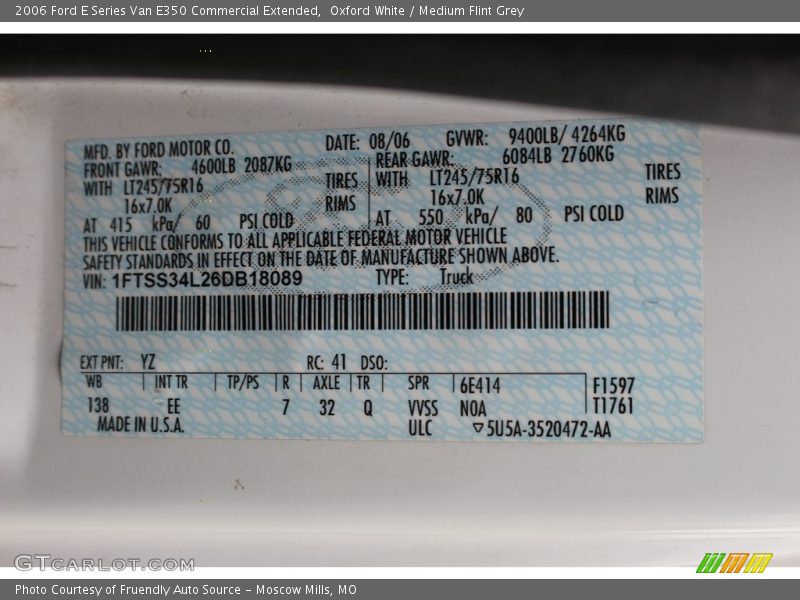 2006 Ford E Series Van E350 Commercial Extended, Oxford White / Medium Flint Grey
MFD. BY FORD MOTOR CO. DATE: 08/06 GVWR: 9400LB/ 4264KG
FRONT GAWR: 4600LB 2087KG REAR GAWR: 6084LB 2760KG
WITH LT245/75R16 TIRES WITH LT245/75R16 TIRES
16x7.0K RIMS 16x7.0K RIMS
AT 415 kPa/ 60 PSI COLD AT 550 kPa/ 80 PSI COLD
THIS VEHICLE CONFORMS TO ALL APPLICABLE FEDERAL MOTOR VEHICLE
SAFETY STANDARDS IN EFFECT ON THE DATE OF MANUFACTURE SHOWN ABOVE.
VIN: 1FTSS34L26DB18089 TYPE: Truck
EXT PNT: YZ RC: 41 DSO:
WB INT TR TP/PS R AXLE TR SPR 6E414 F1597
138 EE 7 32 Q VVSS N0A T1761
MADE IN U.S.A. ULC ▽5U5A-3520472-AA
GTCARLOT.COM
Photo Courtesy of Fruendly Auto Source – Moscow Mills, MO